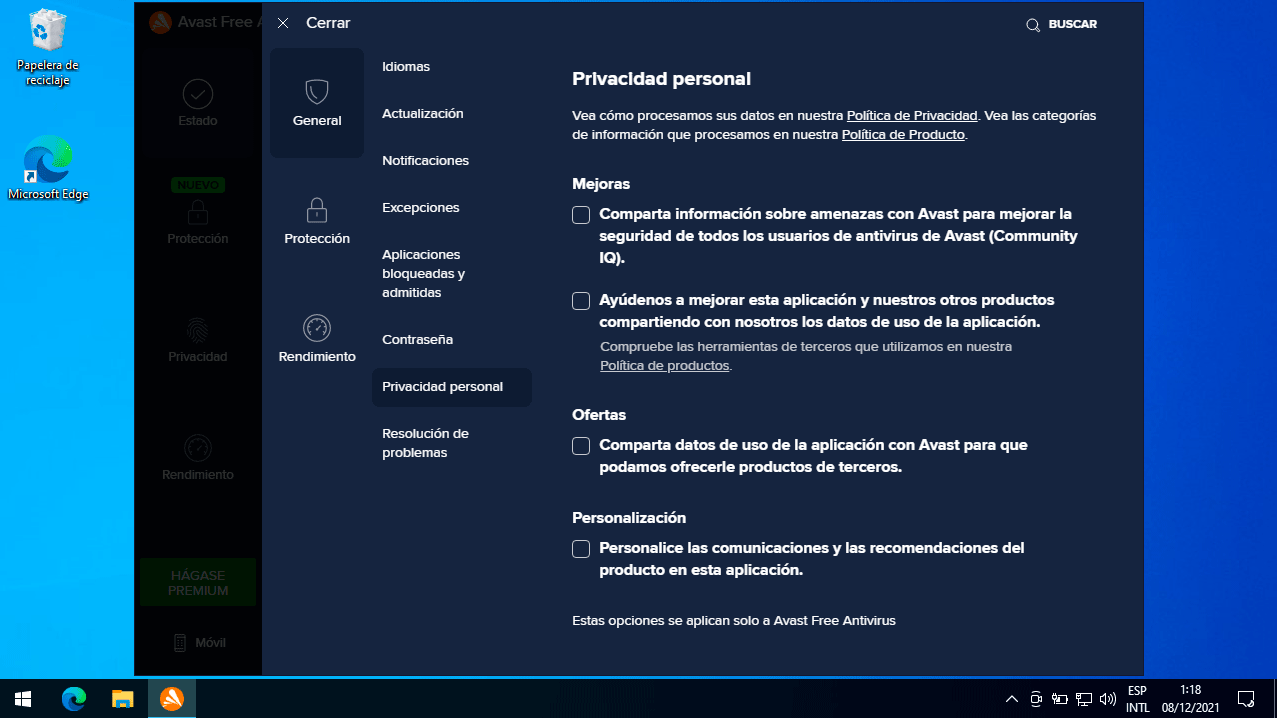 Papelera de
reciclaje
Microsoft Edge
Avast Free A
Estado
NUEVO
Protección
Privacidad
Rendimiento
HÁGASE
PREMIUM
Móvil
Cerrar
BUSCAR
General
Protección
Rendimiento
Idiomas
Actualización
Notificaciones
Excepciones
Aplicaciones
bloqueadas y
admitidas
Contraseña
Privacidad personal
Resolución de
problemas
Privacidad personal
Vea cómo procesamos sus datos en nuestra Política de Privacidad. Vea las categorías
de información que procesamos en nuestra Política de Producto.
Mejoras
Comparta información sobre amenazas con Avast para mejorar la
seguridad de todos los usuarios de antivirus de Avast (Community
IQ).
Ayúdenos a mejorar esta aplicación y nuestros otros productos
compartiendo con nosotros los datos de uso de la aplicación.
Compruebe las herramientas de terceros que utilizamos en nuestra
Política de productos.
Ofertas
Comparta datos de uso de la aplicación con Avast para que
podamos ofrecerle productos de terceros.
Personalización
Personalice las comunicaciones y las recomendaciones del
producto en esta aplicación.
Estas opciones se aplican solo a Avast Free Antivirus
ESP
INTL
1:18
08/12/2021